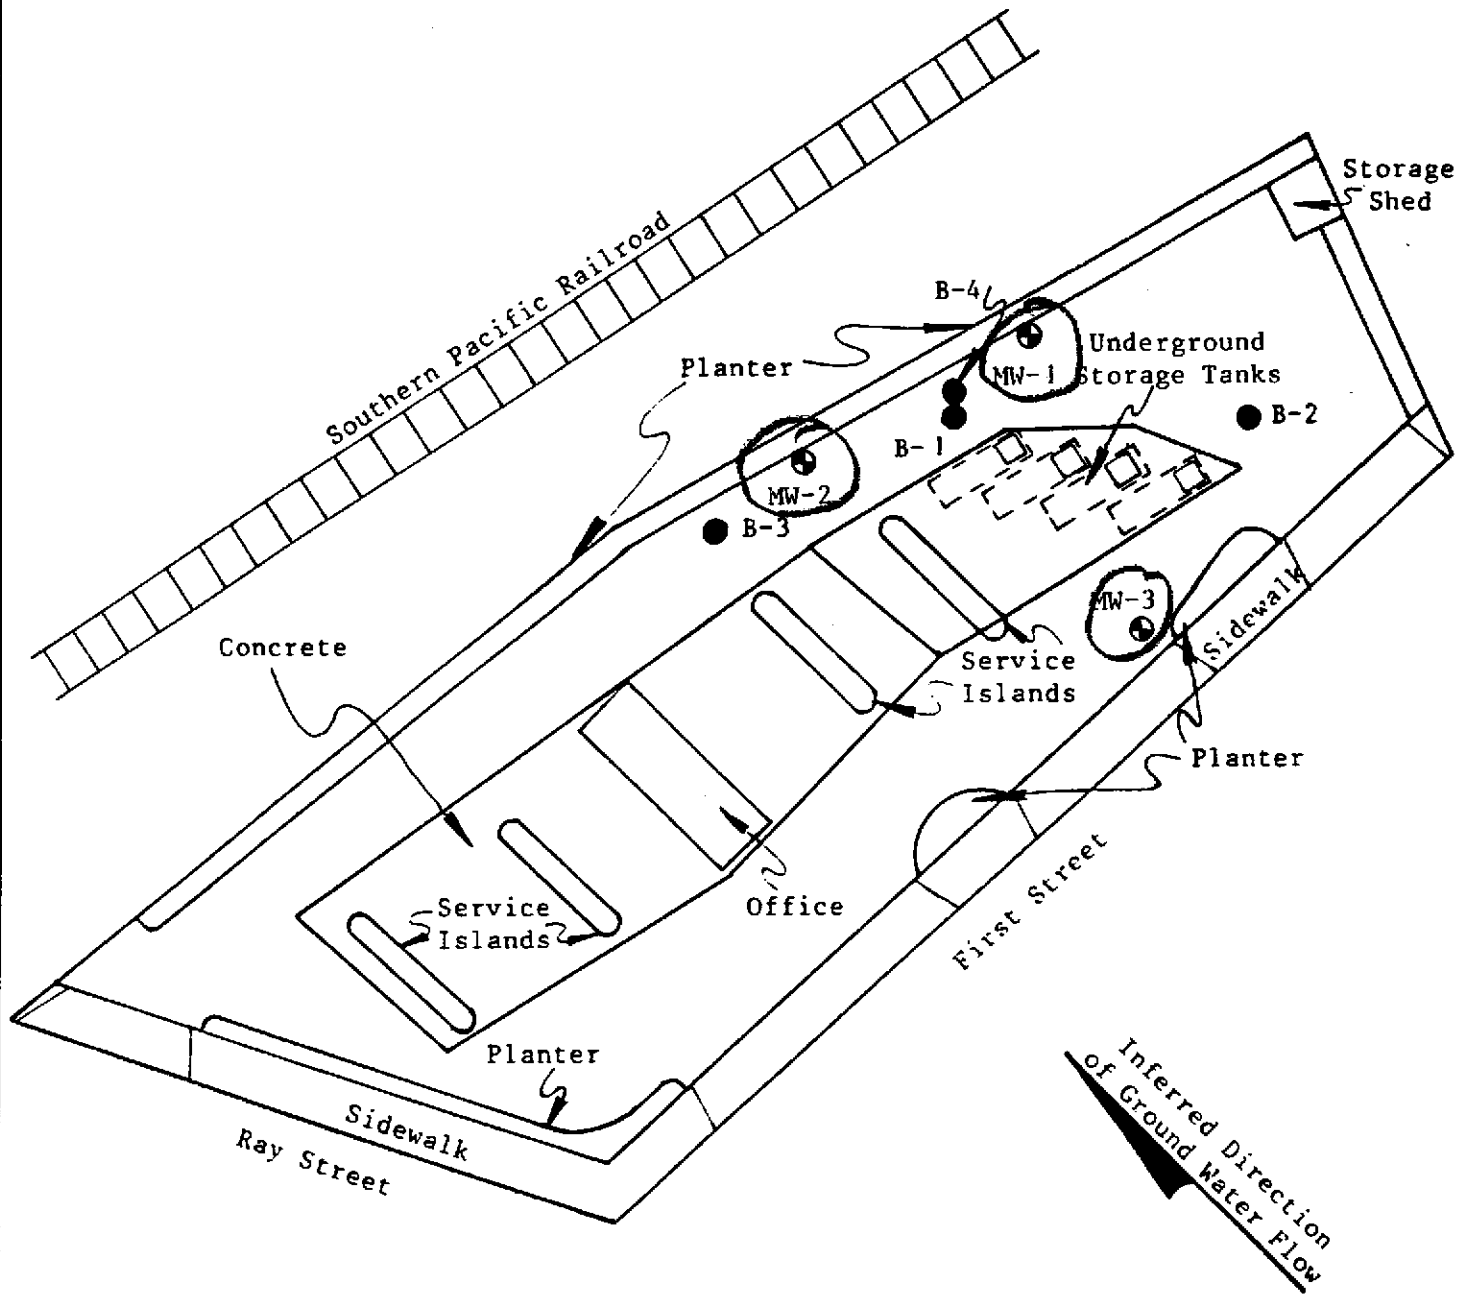 Storage
Shed
Southern Pacific Railroad
B-4
Underground
Storage Tanks
Planter
MW-1
B-2
B-1
MW-2
B-3
MW-3
Sidewalk
Concrete
Service
Islands
Planter
Office
Service
Islands
First Street
Planter
Sidewalk
Ray Street
Inferred Direction
of Ground Water Flow